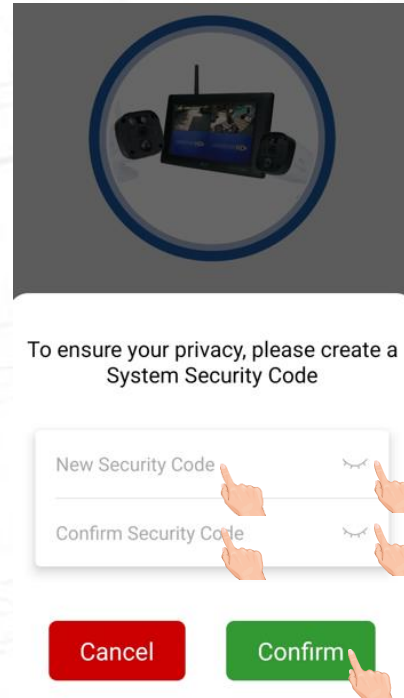 To ensure your privacy, please create a
System Security Code
New Security Code
Confirm Security Code
Cancel
Confirm